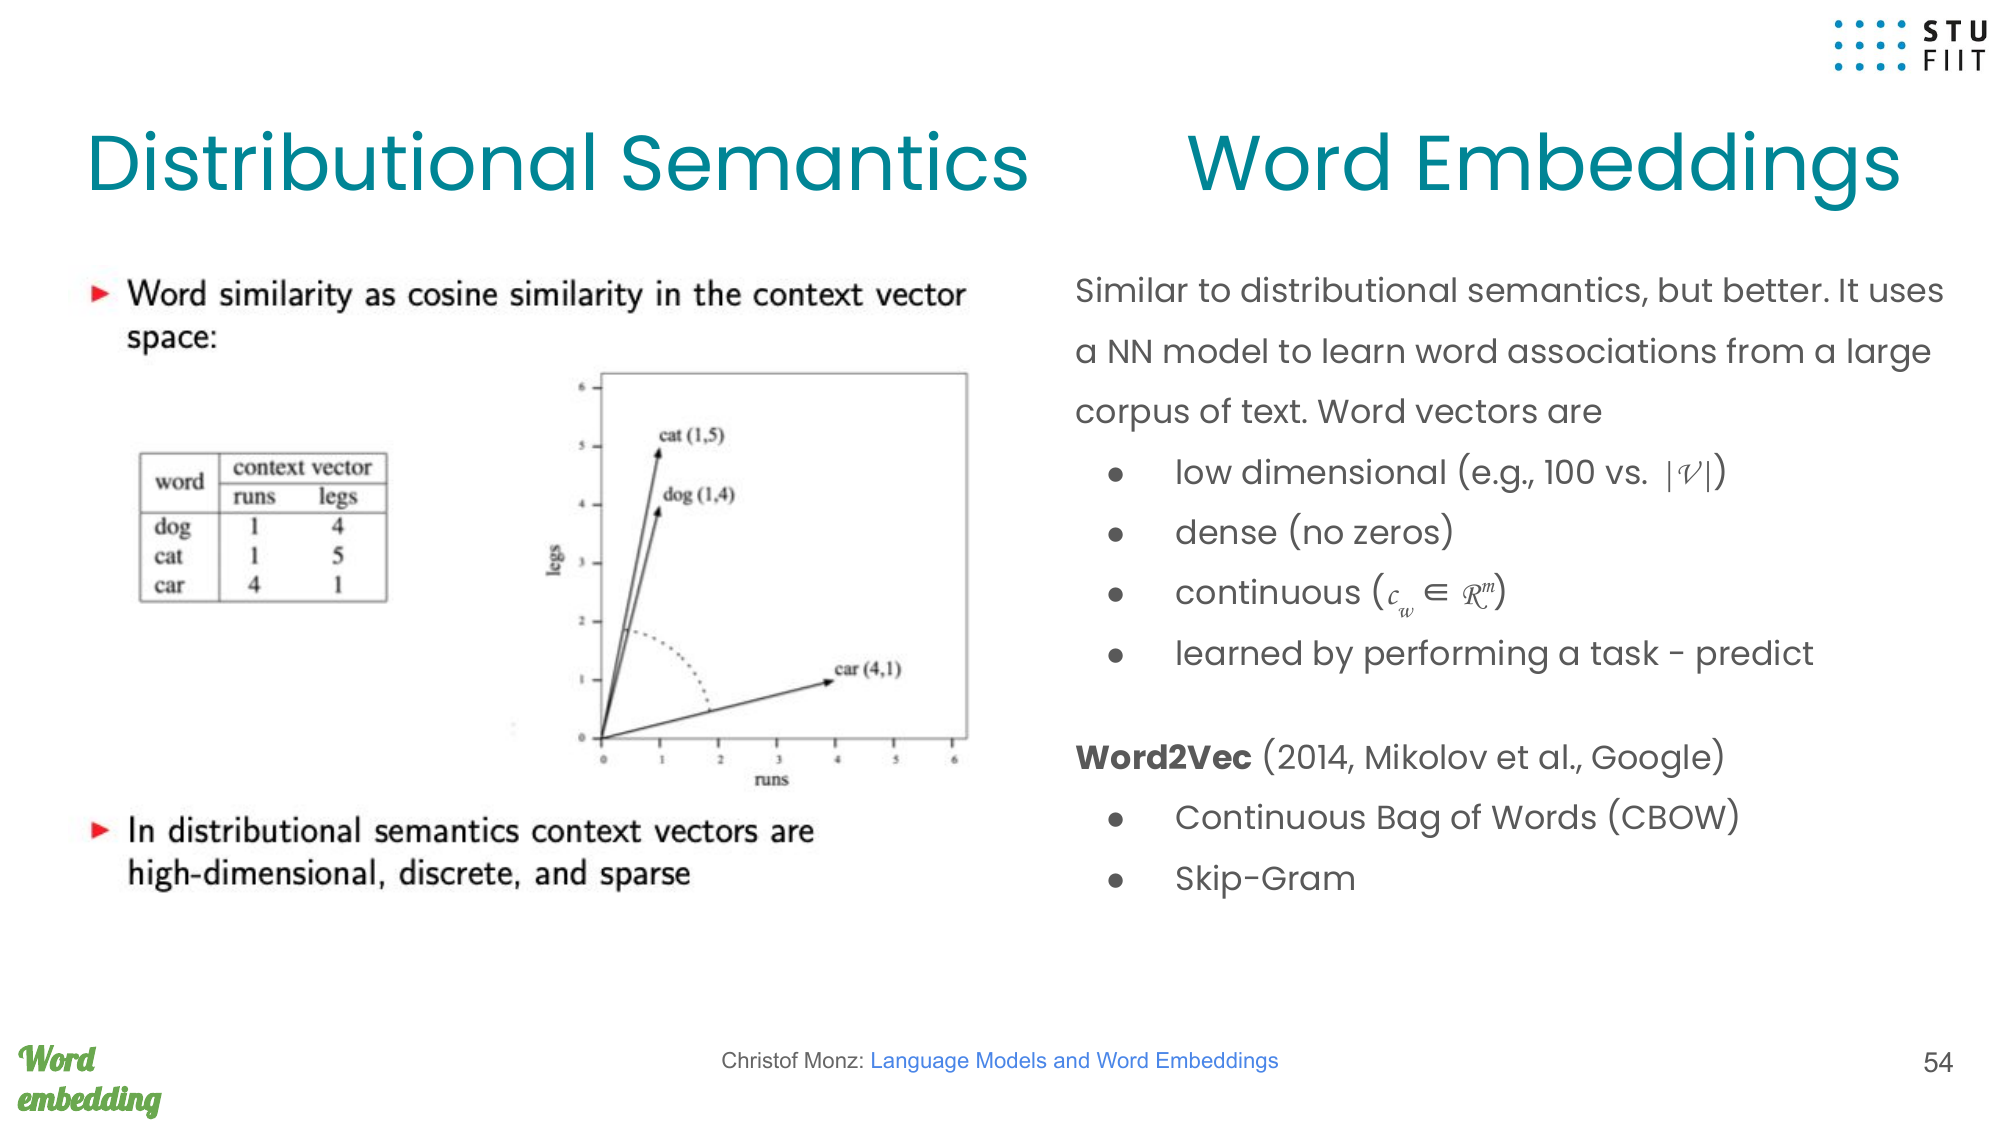 STU
FIIT
Distributional Semantics
Word Embeddings
► Word similarity as cosine similarity in the context vector
space:
word context vector
runs legs
dog 1 4
cat 1 5
car 4 1
6
5
4
3
2
1
0
legs
cat (1,5)
dog (1,4)
car (4,1)
0 1 2 3 4 5 6
runs
► In distributional semantics context vectors are
high-dimensional, discrete, and sparse
Similar to distributional semantics, but better. It uses
a NN model to learn word associations from a large
corpus of text. Word vectors are
● low dimensional (e.g., 100 vs. |𝒱|)
● dense (no zeros)
● continuous (c_w ∈ ℛ^m)
● learned by performing a task - predict
Word2Vec (2014, Mikolov et al., Google)
● Continuous Bag of Words (CBOW)
● Skip-Gram
Word
embedding
Christof Monz: Language Models and Word Embeddings
54